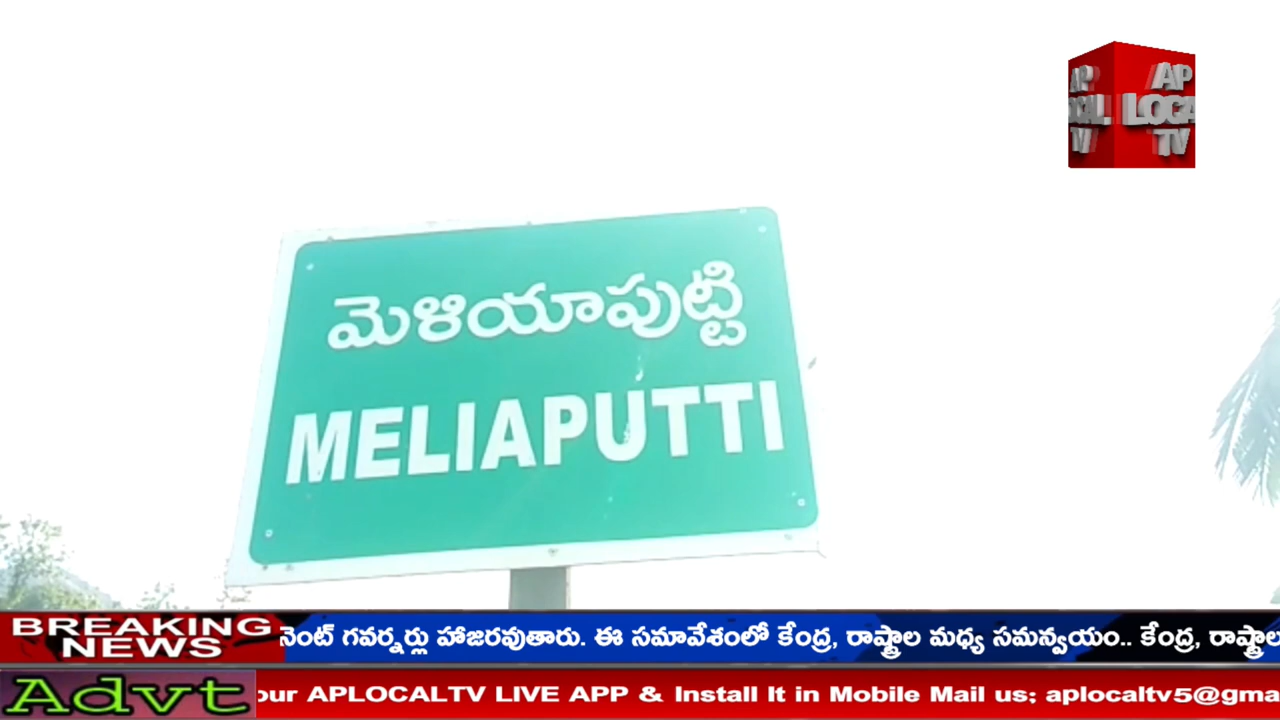 AP
LOCAL
TV
మెళియాపుట్టి
MELIAPUTTI
BREAKING
NEWS
నెంట్ గవర్నర్లు హాజరవుతారు. ఈ సమావేశంలో కేంద్ర, రాష్ట్రాల మధ్య సమన్వయం.. కేంద్ర, రాష్ట్రాల
Advt
our APLOCALTV LIVE APP & Install It in Mobile Mail us; aplocaltv5@gma